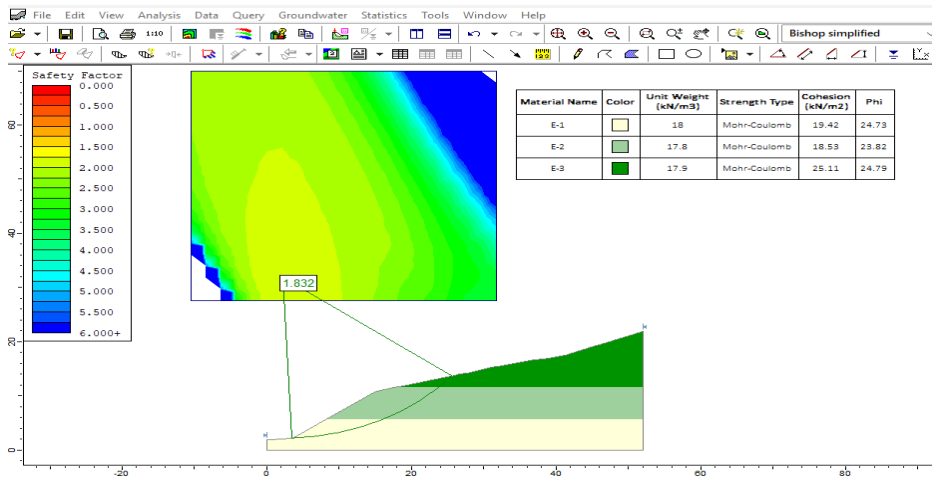 File Edit View Analysis Data Query Groundwater Statistics Tools Window Help
1:10
Bishop simplified
Safety Factor
0.000
0.500
1.000
1.500
2.000
2.500
3.000
3.500
4.000
4.500
5.000
5.500
6.000+
1.832
Material Name Color Unit Weight (kN/m3) Strength Type Cohesion (kN/m2) Phi
E-1 18 Mohr-Coulomb 19.42 24.73
E-2 17.8 Mohr-Coulomb 18.53 23.82
E-3 17.9 Mohr-Coulomb 25.11 24.79
60
40
20
0
-20 0 20 40 60 80